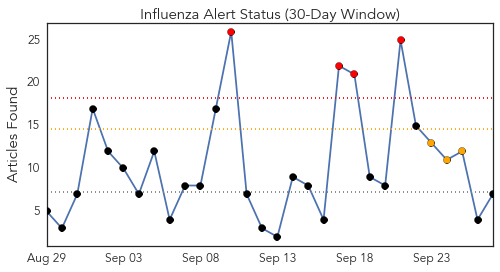 Influenza Alert Status (30-Day Window)
Articles Found
25
20
15
10
5
Aug 29 Sep 03 Sep 08 Sep 13 Sep 18 Sep 23